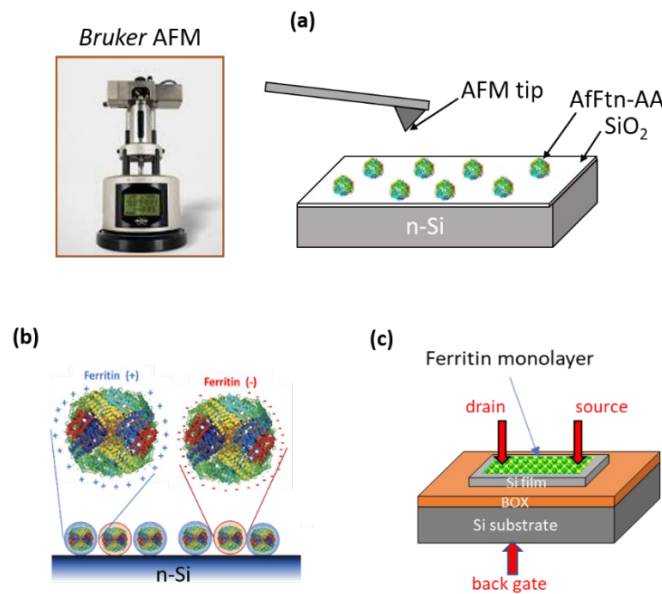 (a)
Bruker AFM
AFM tip
AfFtn-AA
SiO2
n-Si
(b)
Ferritin (+)
Ferritin (-)
n-Si
(c)
Ferritin monolayer
drain
source
Si film
BOX
Si substrate
back gate